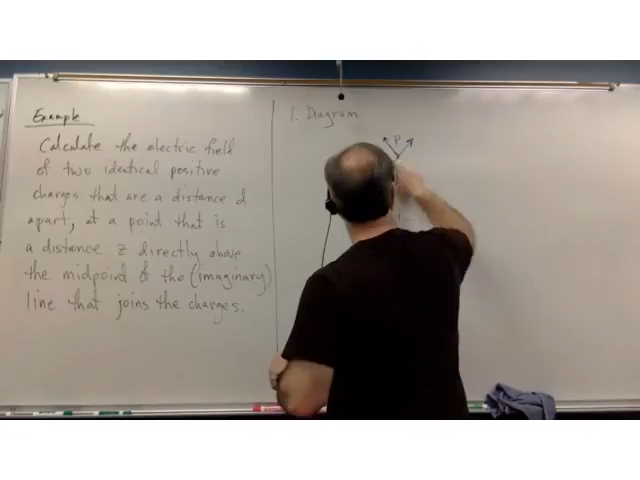 Example
Calculate the electric field
of two identical positive
charges that are a distance d
apart, at a point that is
a distance z directly above
the midpoint of the (imaginary)
line that joins the charges.
1. Diagram
P